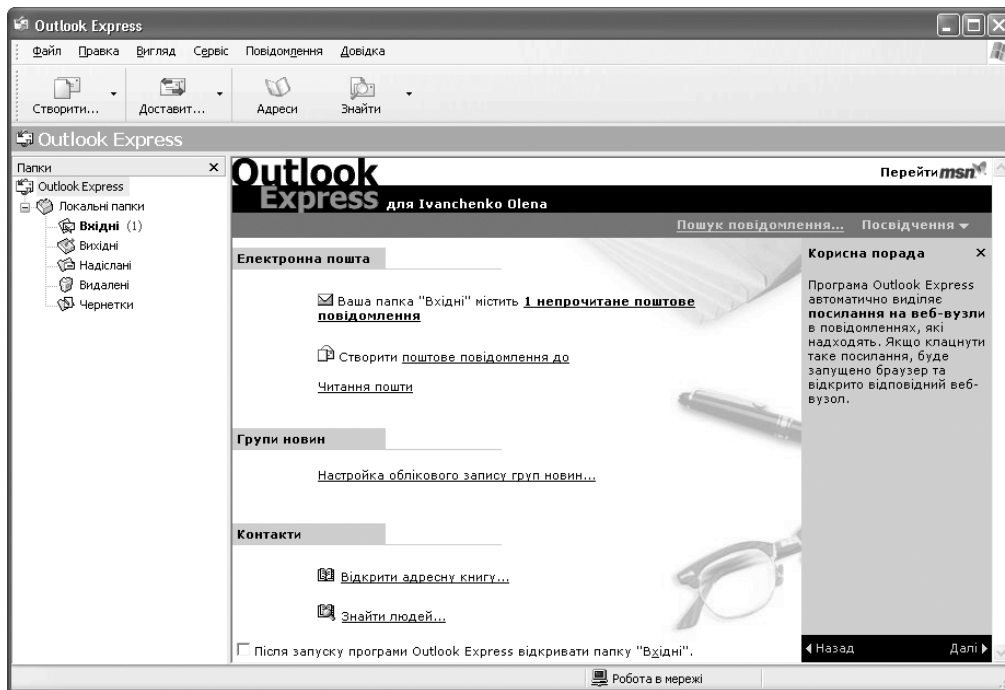 Outlook Express
Файл Правка Вигляд Сервіс Повідомлення Довідка
Створити... Доставит... Адреси Знайти
Outlook Express
Папки
Outlook Express
Локальні папки
Вхідні (1)
Вихідні
Надіслані
Видалені
Чернетки
Outlook
Express для Ivanchenko Olena
Перейти msn
Пошук повідомлення... Посвідчення
Електронна пошта
Ваша папка "Вхідні" містить 1 непрочитане поштове
повідомлення
Створити поштове повідомлення до
Читання пошти
Групи новин
Настройка облікового запису груп новин...
Контакти
Відкрити адресну книгу...
Знайти людей...
Після запуску програми Outlook Express відкривати папку "Вхідні".
Корисна порада
Програма Outlook Express
автоматично виділяє
посилання на веб-вузли
в повідомленнях, які
надходять. Якщо клацнути
таке посилання, буде
запущено браузер та
відкрито відповідний веб-
вузол.
Назад Далі
Робота в мережі